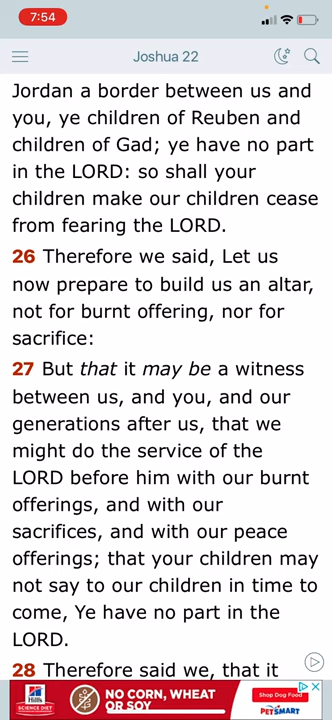 7:54
Joshua 22
Jordan a border between us and
you, ye children of Reuben and
children of Gad; ye have no part
in the LORD: so shall your
children make our children cease
from fearing the LORD.
26 Therefore we said, Let us
now prepare to build us an altar,
not for burnt offering, nor for
sacrifice:
27 But that it may be a witness
between us, and you, and our
generations after us, that we
might do the service of the
LORD before him with our burnt
offerings, and with our
sacrifices, and with our peace
offerings; that your children may
not say to our children in time to
come, Ye have no part in the
LORD.
28 Therefore said we, that it
Hill's
SCIENCE DIET
NO CORN, WHEAT
OR SOY
Shop Dog Food
PETSMART